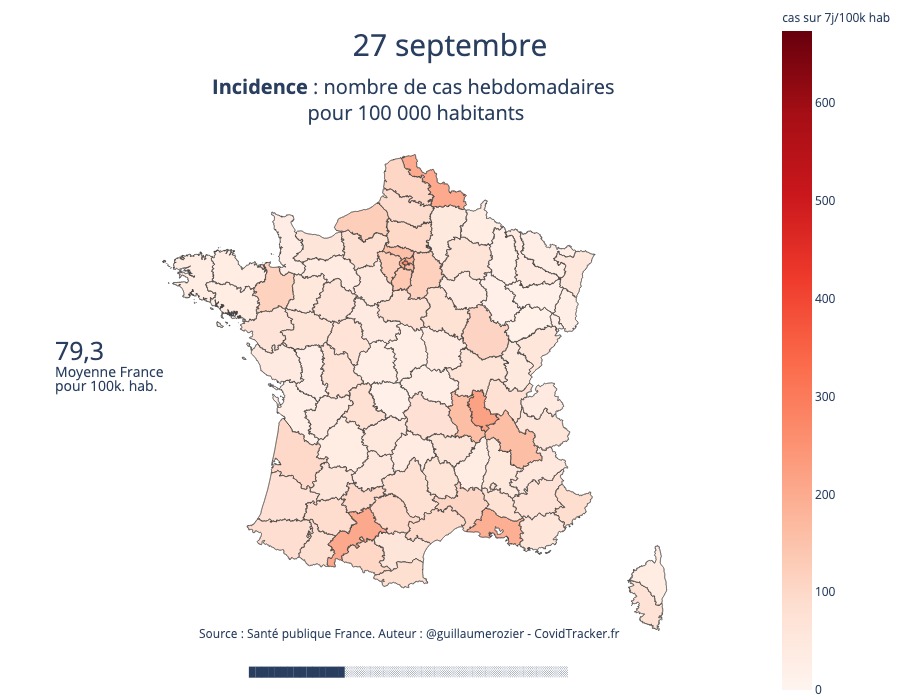 cas sur 7j/100k hab
27 septembre
Incidence : nombre de cas hebdomadaires
pour 100 000 habitants
600
500
400
300
200
100
0
79,3
Moyenne France
pour 100k. hab.
Source : Santé publique France. Auteur : @guillaumerozier - CovidTracker.fr